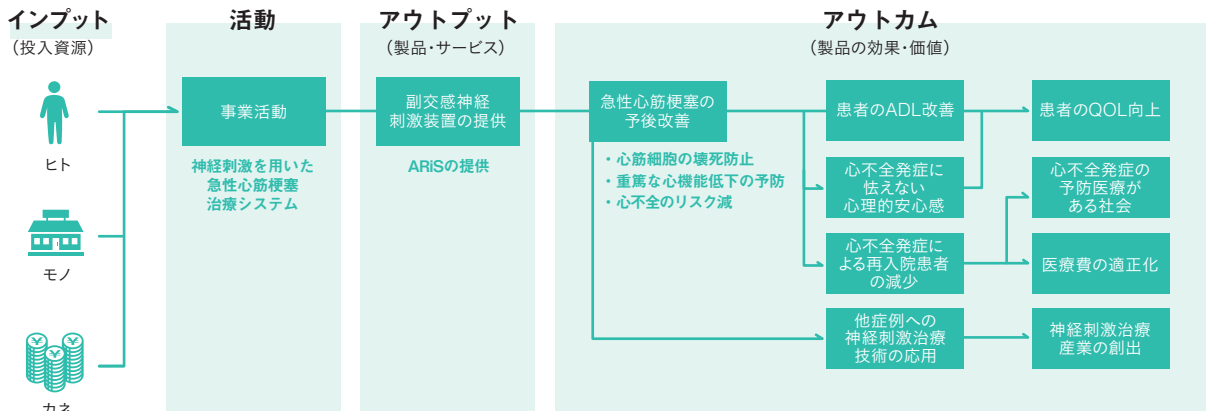 インプット
（投入資源）
ヒト
モノ
カネ
活動
事業活動
神経刺激を用いた
急性心筋梗塞
治療システム
アウトプット
（製品・サービス）
副交感神経
刺激装置の提供
ARiSの提供
アウトカム
（製品の効果・価値）
急性心筋梗塞の
予後改善
・心筋細胞の壊死防止
・重篤な心機能低下の予防
・心不全のリスク減
患者のADL改善
心不全発症に
怯えない
心理的安心感
心不全発症に
よる再入院患者
の減少
他症例への
神経刺激治療
技術の応用
患者のQOL向上
心不全発症の
予防医療が
ある社会
医療費の適正化
神経刺激治療
産業の創出